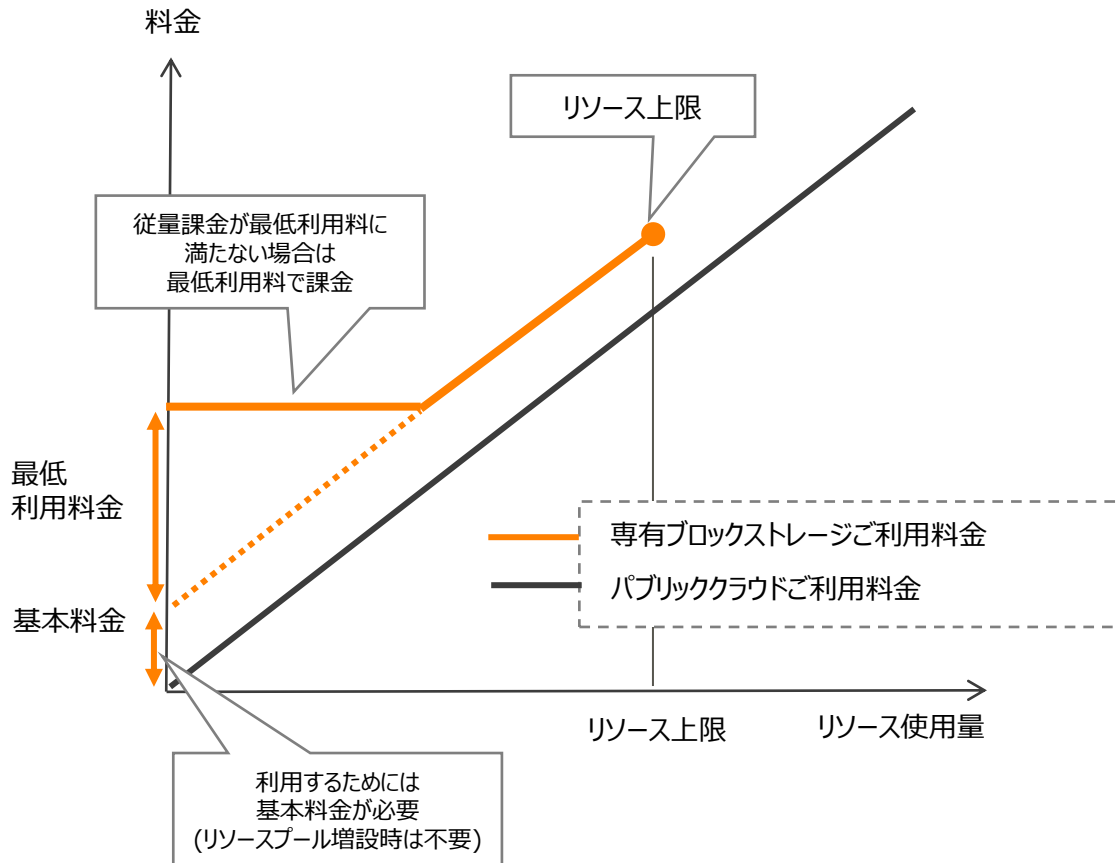 料金
リソース上限
従量課金が最低利用料に
満たない場合は
最低利用料で課金
最低
利用料金
基本料金
専有ブロックストレージご利用料金
パブリッククラウドご利用料金
リソース上限
リソース使用量
利用するためには
基本料金が必要
(リソースプール増設時は不要)